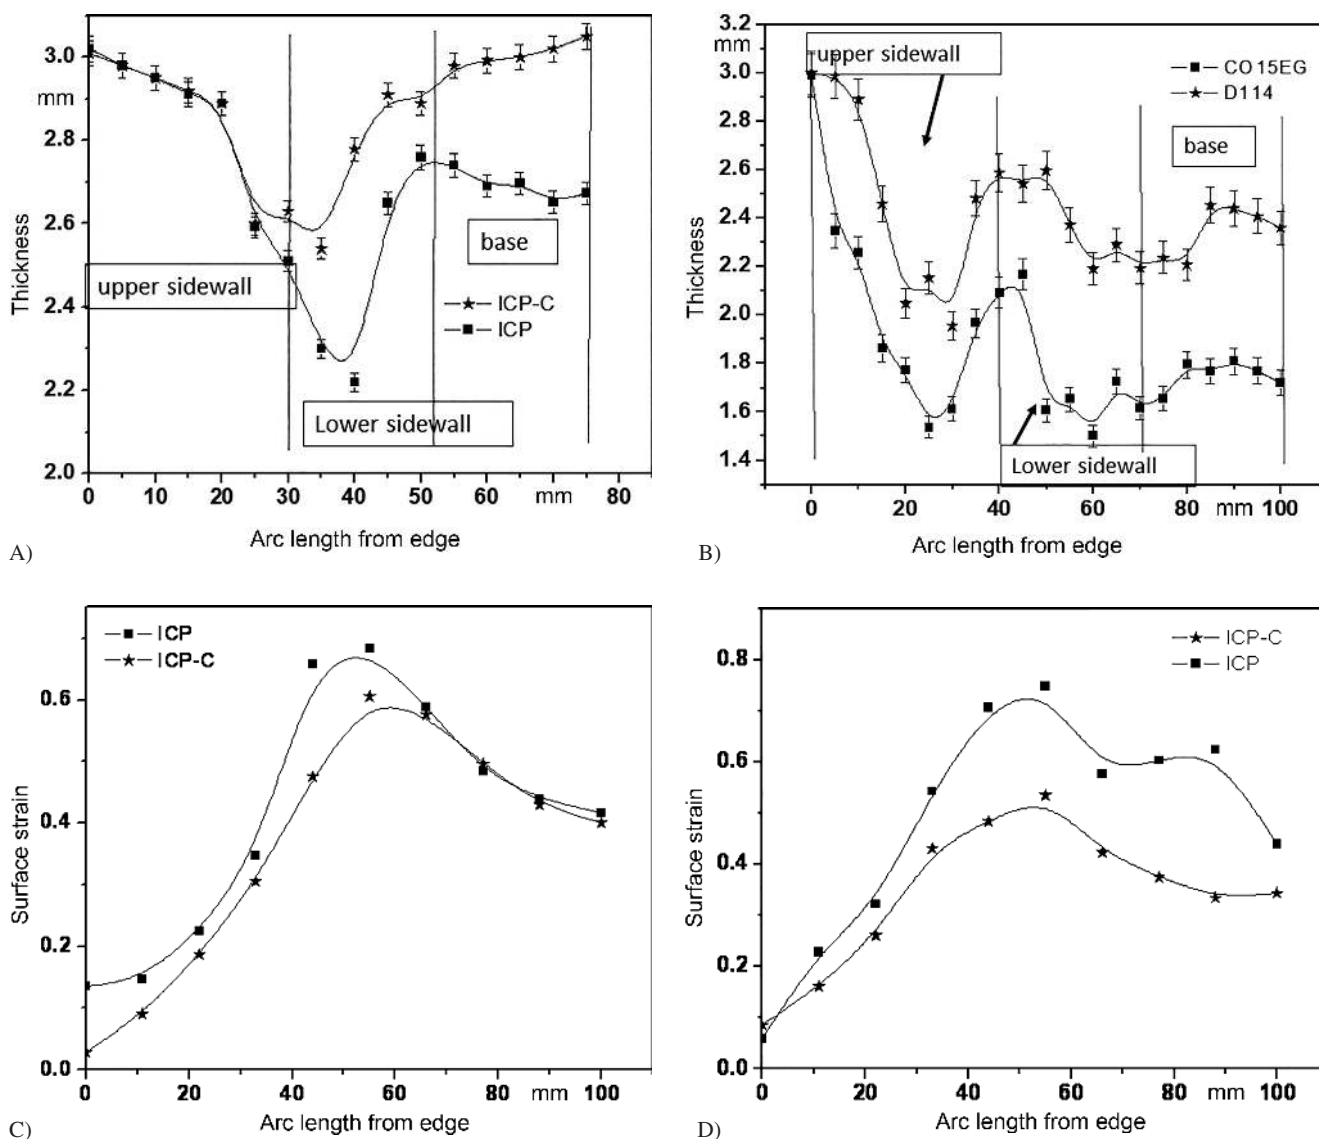 3.0
mm
2.8
2.6
2.4
2.2
2.0
Thickness
upper sidewall
Lower sidewall
base
ICP-C
ICP
0 10 20 30 40 50 60 mm 80
Arc length from edge
A)
3.2
mm
3.0
2.8
2.6
2.4
2.2
2.0
1.8
1.6
1.4
Thickness
upper sidewall
CO15EG
D114
base
Lower sidewall
0 20 40 60 80 mm 100
Arc length from edge
B)
ICP
ICP-C
0.6
0.4
0.2
0.0
Surface strain
0 20 40 60 80 mm 100
Arc length from edge
C)
ICP-C
ICP
0.8
0.6
0.4
0.2
0.0
Surface strain
0 20 40 60 80 mm 100
Arc length from edge
D)